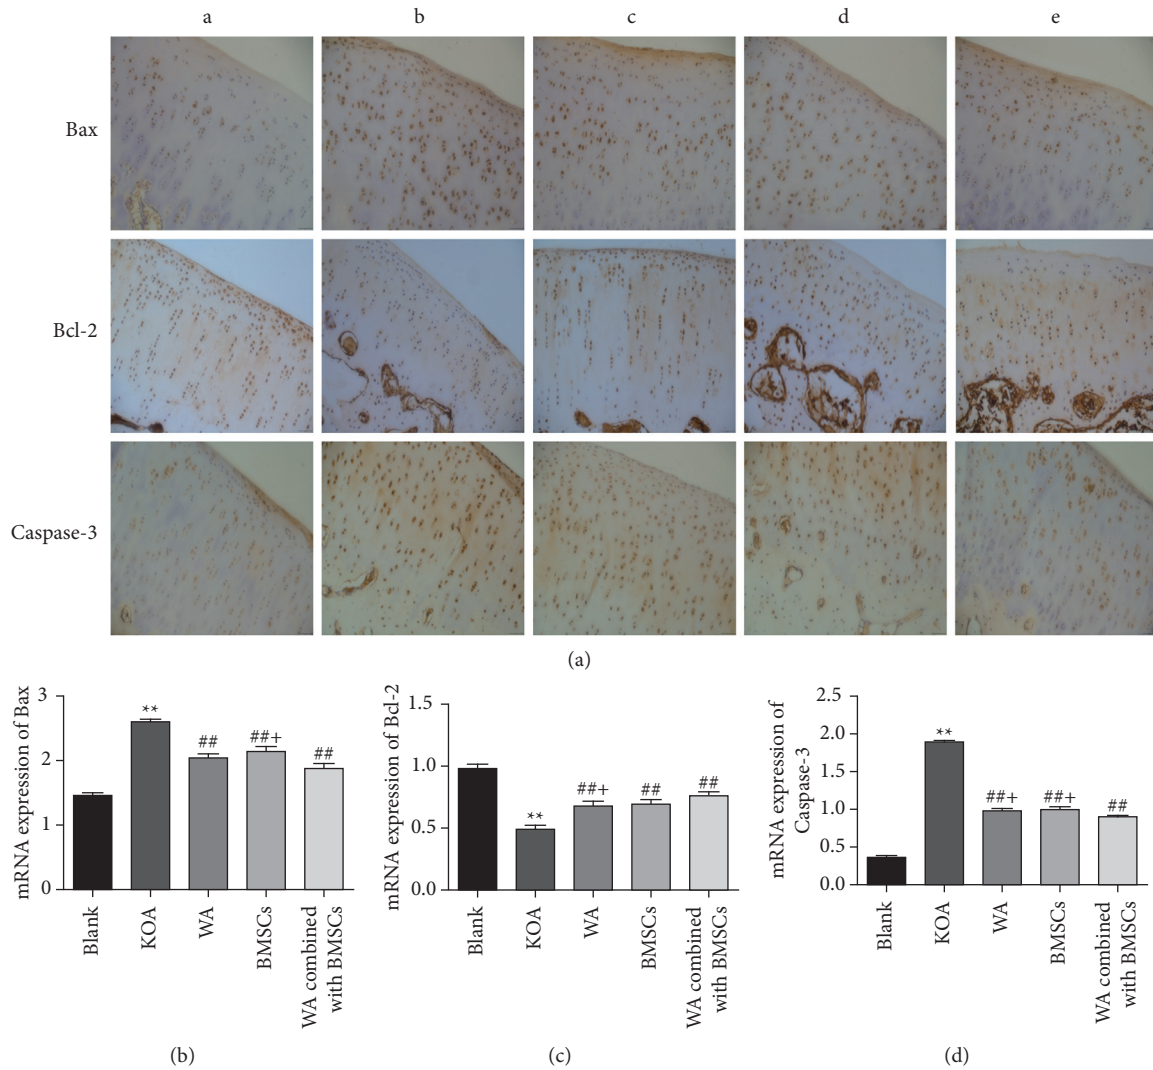 a b c d e
Bax
Bcl-2
Caspase-3
(a)
mRNA expression of Bax
3
2
1
0
**
##
##+
##
Blank
KOA
WA
BMSCs
WA combined
with BMSCs
(b)
mRNA expression of Bcl-2
1.5
1.0
0.5
0.0
**
##+
##
##
Blank
KOA
WA
BMSCs
WA combined
with BMSCs
(c)
mRNA expression of
Caspase-3
2.5
2.0
1.5
1.0
0.5
0.0
**
##+
##+
##
Blank
KOA
WA
BMSCs
WA combined
with BMSCs
(d)